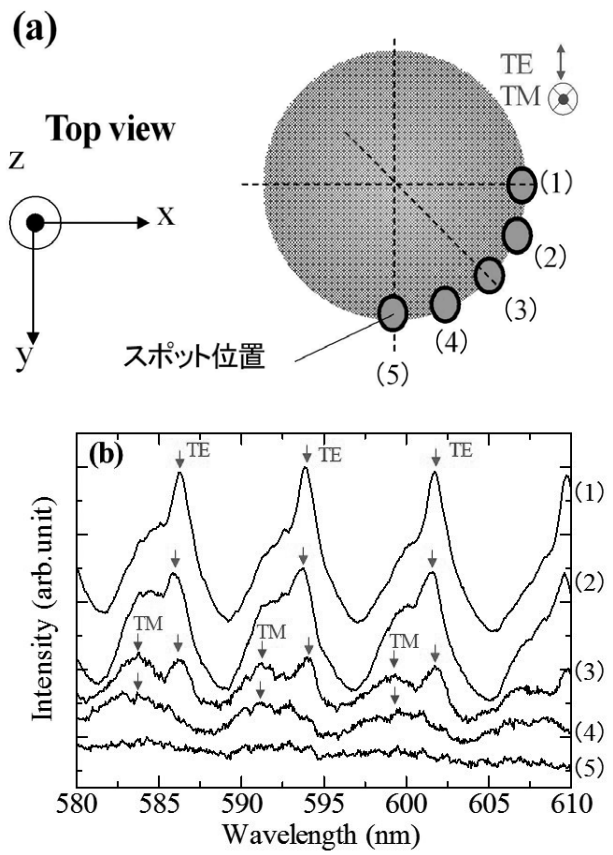 (a)
TE
TM
Top view
z
x
y
(1)
(2)
(3)
(4)
(5)
スポット位置
(b)
TE
TE
TE
(1)
(2)
TM
TM
TM
(3)
(4)
(5)
Intensity (arb.unit)
580 585 590 595 600 605 610
Wavelength (nm)